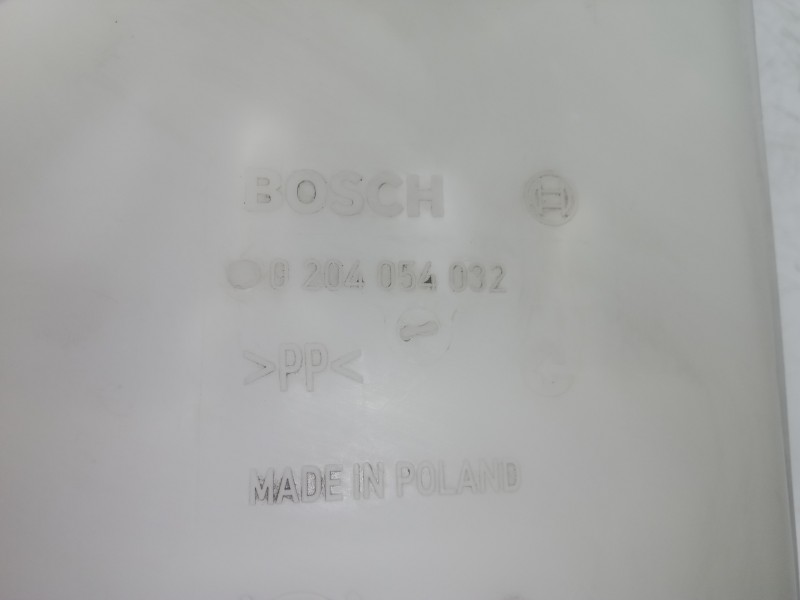 BOSCH
0 204 054 032
>PP<
MADE IN POLAND